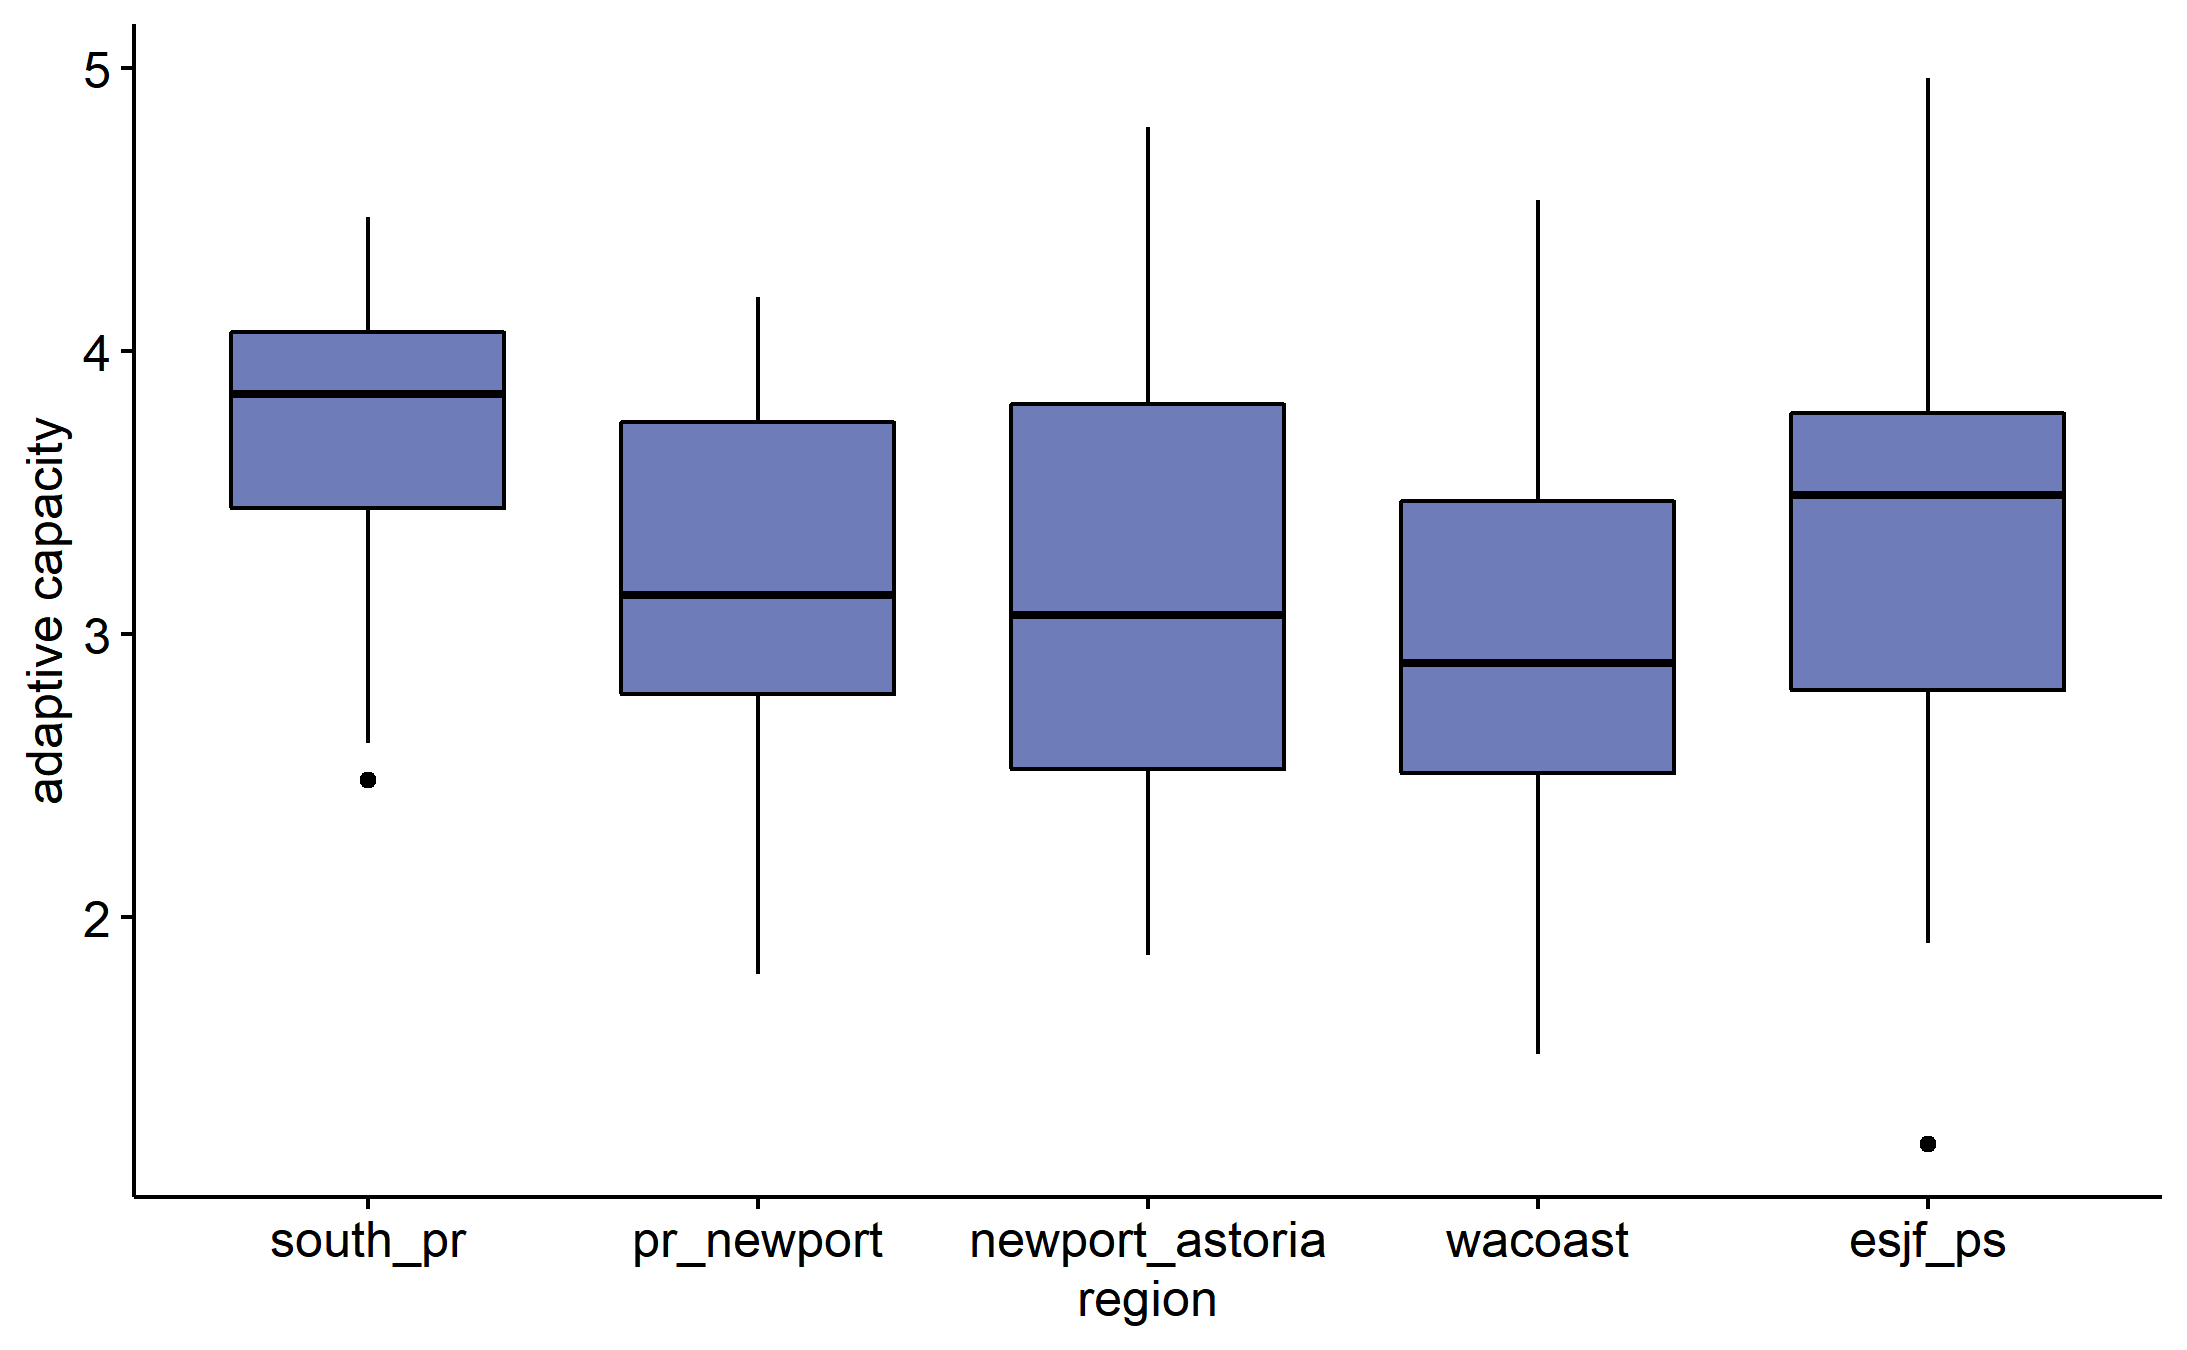 adaptive capacity
5
4
3
2
south_pr
pr_newport
newport_astoria
wacoast
esjf_ps
region